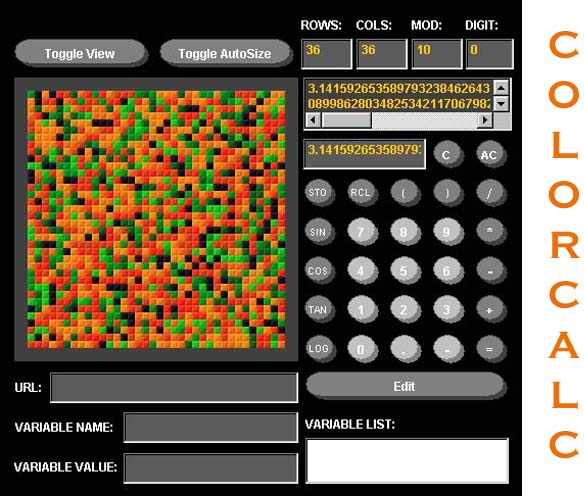 ROWS: COLS: MOD: DIGIT:
Toggle View Toggle AutoSize 36 36 10 0
3.141592653589793238462643
08998628034825342117067982
3.1415926535897932 C AC
STO RCL ( ) /
SIN 7 8 9 *
COS 4 5 6 -
TAN 1 2 3 +
LOG 0 . - =
URL: Edit
VARIABLE NAME: VARIABLE LIST:
VARIABLE VALUE:
COLORCALC